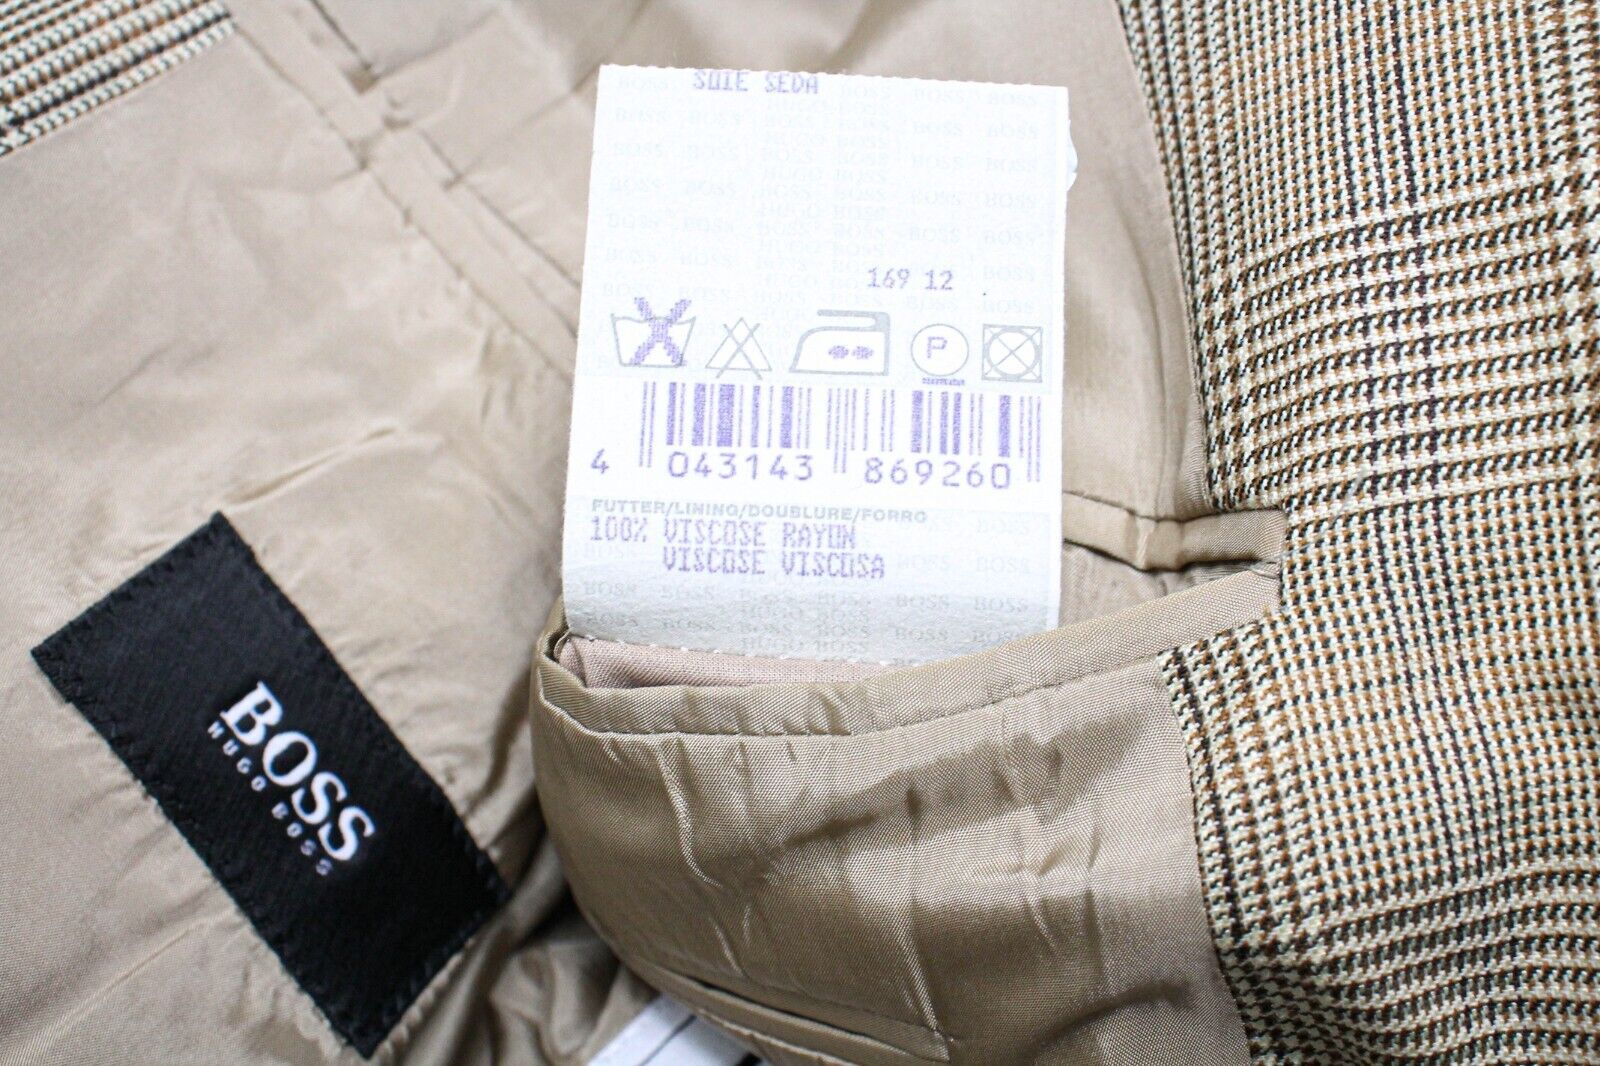 SOIE SEDA
169 12
P
4 043143 869260
FUTTER/LINING/DOUBLURE/FORRO
100% VISCOSE RAYON
VISCOSE VISCOSA
BOSS
HUGO BOSS